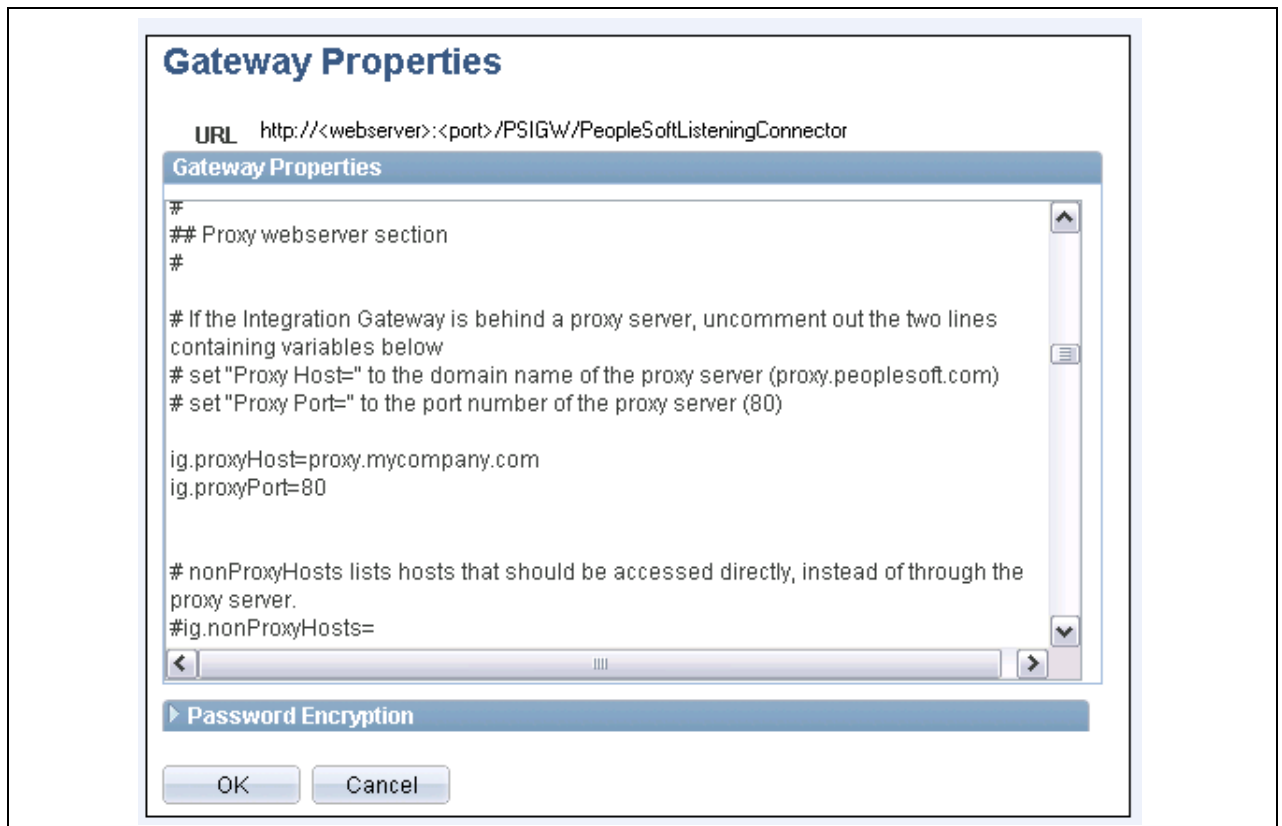 Gateway Properties
URL http://<webserver>:<port>/PSIGW/PeopleSoftListeningConnector
Gateway Properties
#
## Proxy webserver section
#
# If the Integration Gateway is behind a proxy server, uncomment out the two lines
containing variables below
# set "Proxy Host=" to the domain name of the proxy server (proxy.peoplesoft.com)
# set "Proxy Port=" to the port number of the proxy server (80)
ig.proxyHost=proxy.mycompany.com
ig.proxyPort=80
# nonProxyHosts lists hosts that should be accessed directly, instead of through the
proxy server.
#ig.nonProxyHosts=
Password Encryption
OK Cancel